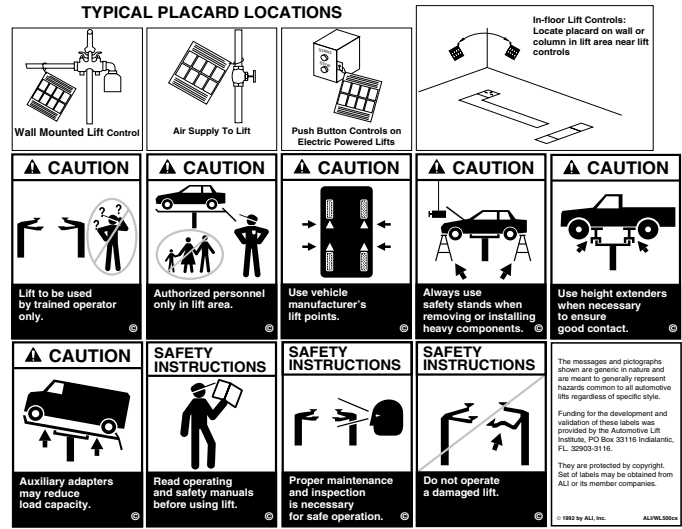 TYPICAL PLACARD LOCATIONS
START
STOP
Wall Mounted Lift Control
Air Supply To Lift
Push Button Controls on
Electric Powered Lifts
In-floor Lift Controls:
Locate placard on wall or
column in lift area near lift
controls
CAUTION
? ?
?
Lift to be used
by trained operator
only.
©
CAUTION
Authorized personnel
only in lift area.
©
CAUTION
Use vehicle
manufacturer's
lift points.
©
CAUTION
Always use
safety stands when
removing or installing
heavy components.
©
CAUTION
Use height extenders
when necessary
to ensure
good contact.
©
CAUTION
Auxiliary adapters
may reduce
load capacity.
©
SAFETY
INSTRUCTIONS
Read operating
and safety manuals
before using lift.
©
SAFETY
INSTRUCTIONS
Proper maintenance
and inspection
is necessary
for safe operation.
©
SAFETY
INSTRUCTIONS
Do not operate
a damaged lift.
©
The messages and pictographs
shown are generic in nature and
are meant to generally represent
hazards common to all automotive
lifts regardless of specific style.
Funding for the development and
validation of these labels was
provided by the Automotive Lift
Institute, PO Box 33116 Indialantic,
FL. 32903-3116.
They are protected by copyright.
Set of labels may be obtained from
ALI or its member companies.
© 1992 by ALI, Inc. ALI/WL500ce